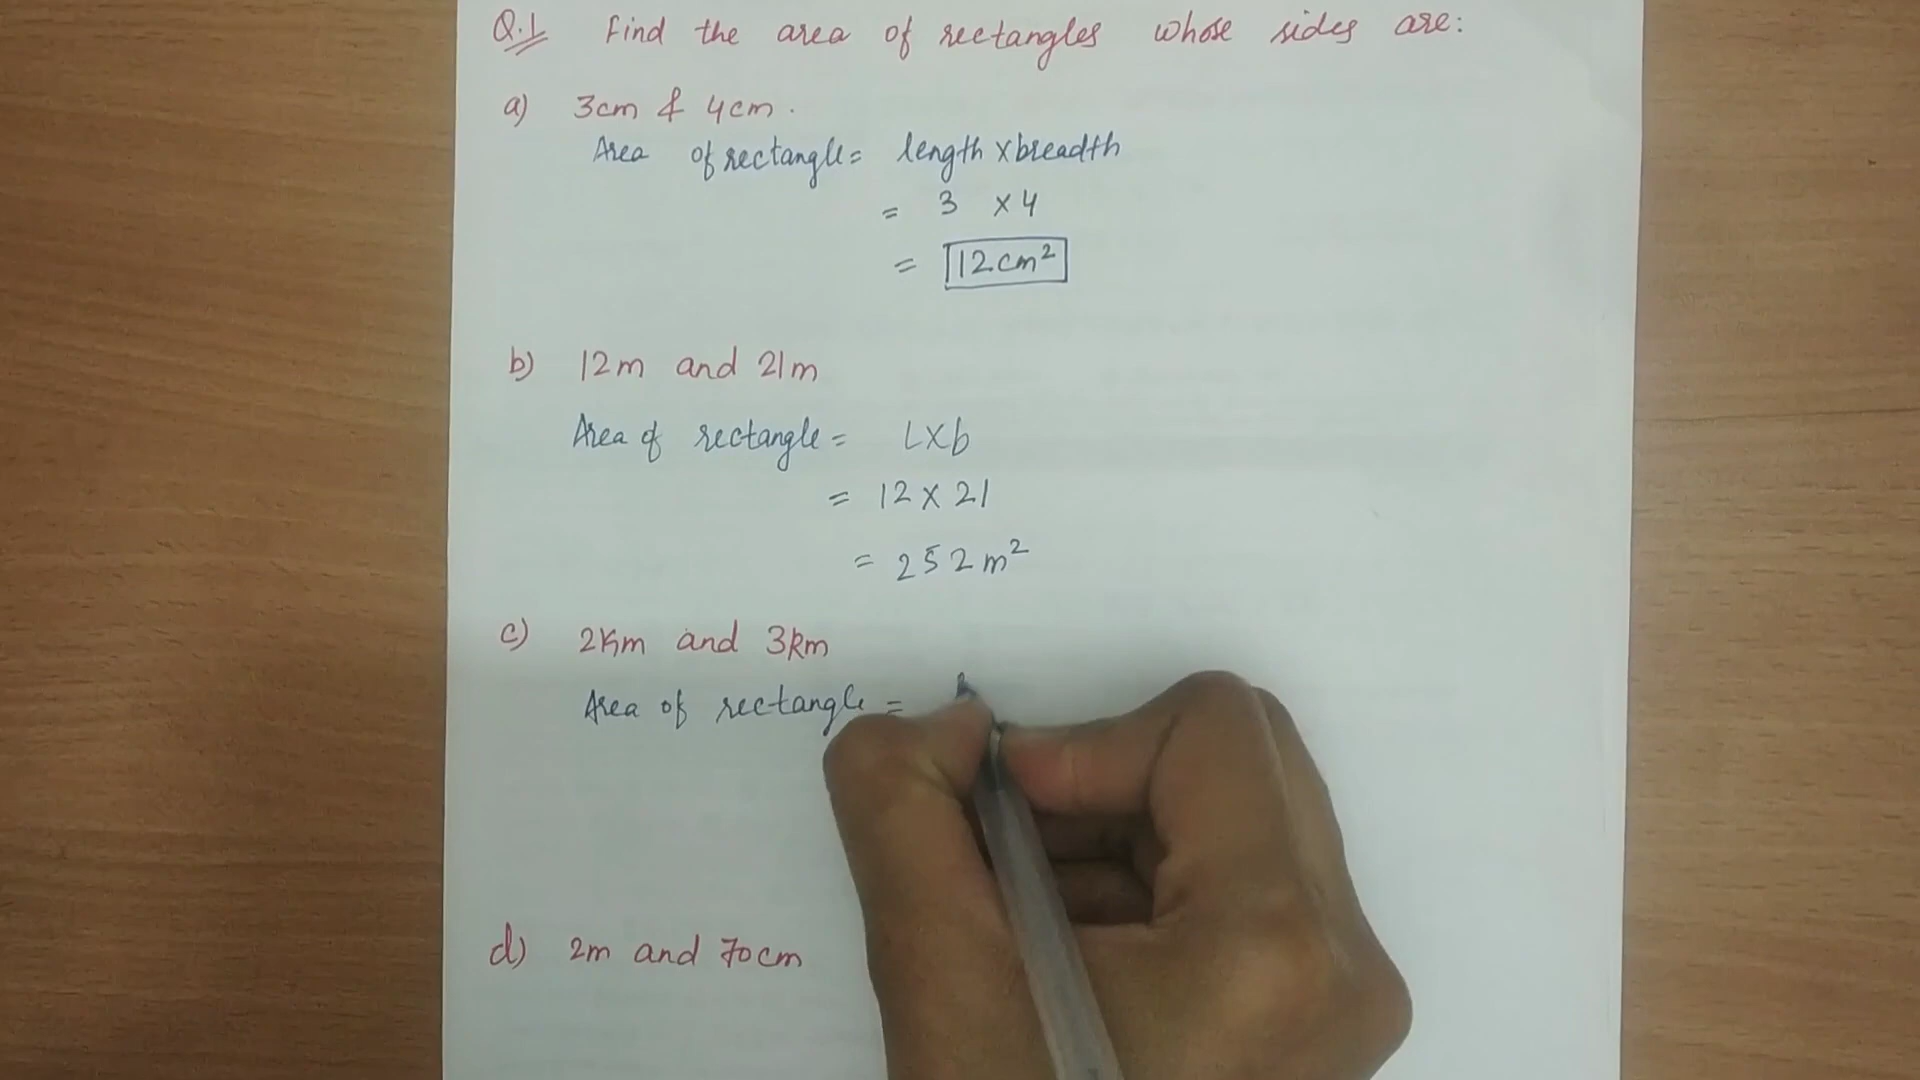 Q.1 Find the area of rectangles whose sides are:
a) 3cm & 4cm.
Area of rectangle = length x breadth
= 3 x 4
= 12cm²
b) 12m and 21m
Area of rectangle = L x b
= 12 x 21
= 252 m²
c) 2Km and 3km
Area of rectangle =
d) 2m and 70cm